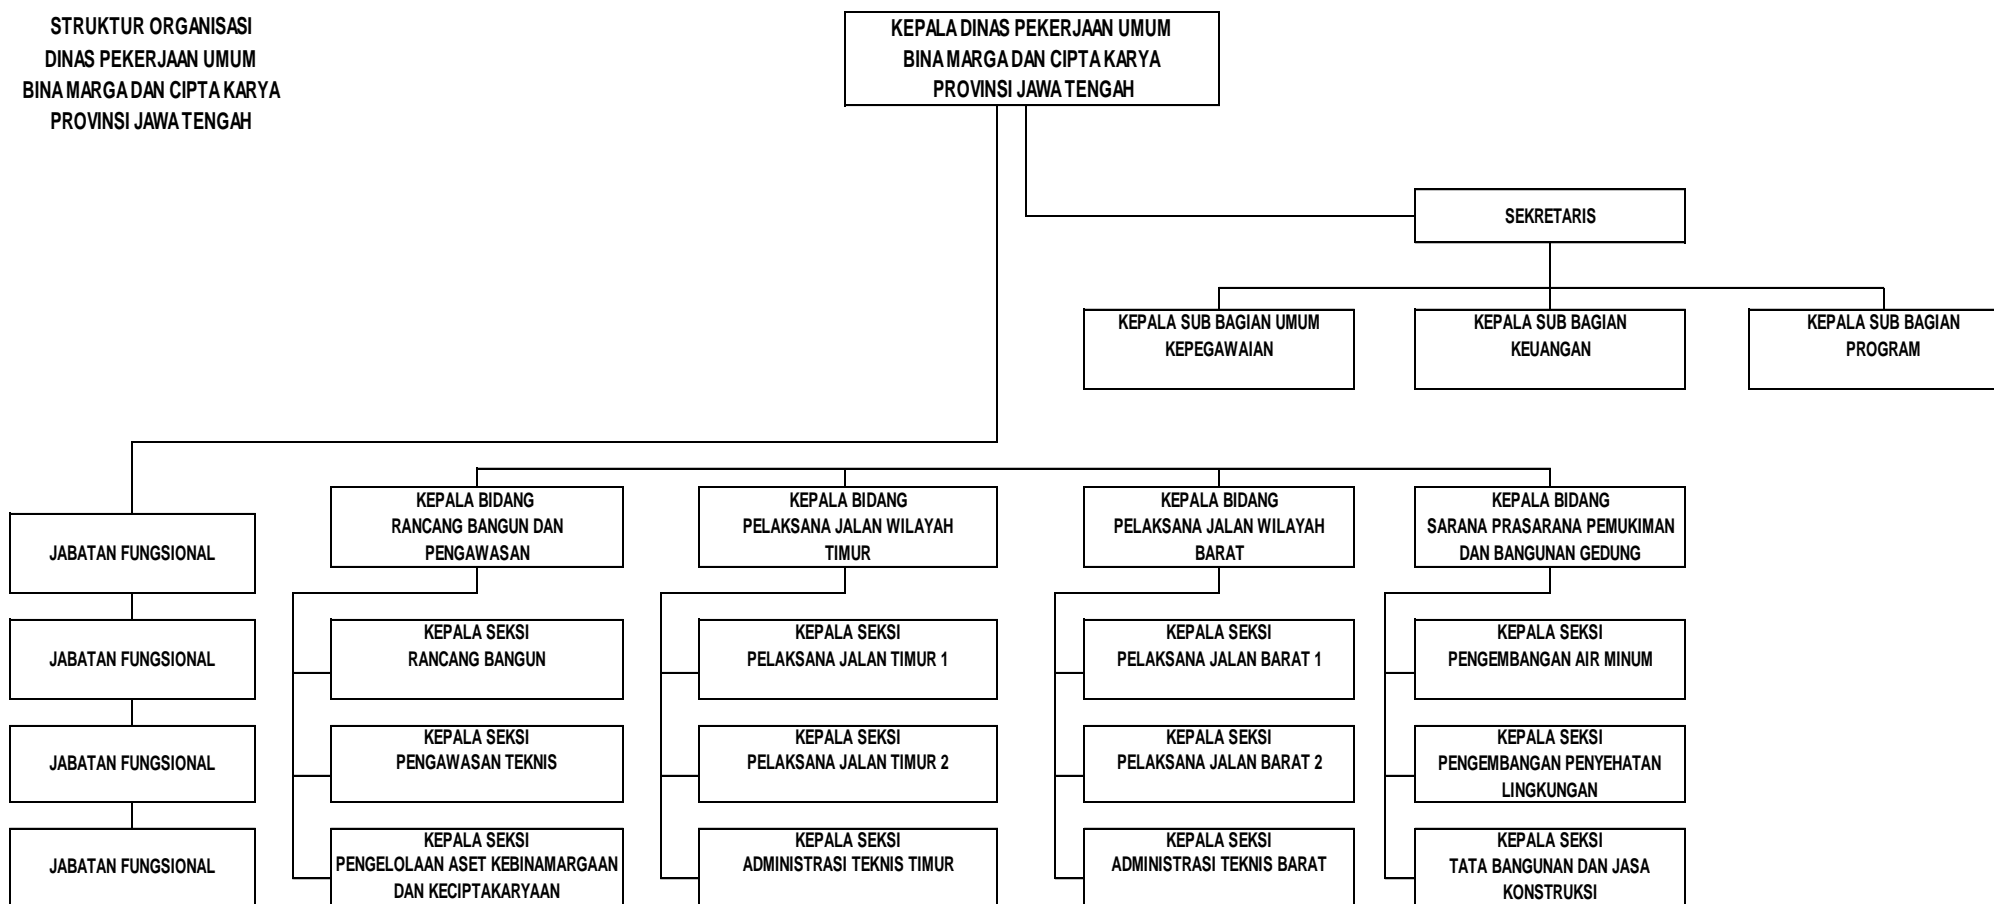 STRUKTUR ORGANISASI
DINAS PEKERJAAN UMUM
BINA MARGA DAN CIPTA KARYA
PROVINSI JAWA TENGAH
KEPALA DINAS PEKERJAAN UMUM
BINA MARGA DAN CIPTA KARYA
PROVINSI JAWA TENGAH
SEKRETARIS
KEPALA SUB BAGIAN UMUM
KEPEGAWAIAN
KEPALA SUB BAGIAN
KEUANGAN
KEPALA SUB BAGIAN
PROGRAM
JABATAN FUNGSIONAL
KEPALA BIDANG
RANCANG BANGUN DAN
PENGAWASAN
KEPALA BIDANG
PELAKSANA JALAN WILAYAH
TIMUR
KEPALA BIDANG
PELAKSANA JALAN WILAYAH
BARAT
KEPALA BIDANG
SARANA PRASARANA PEMUKIMAN
DAN BANGUNAN GEDUNG
JABATAN FUNGSIONAL
KEPALA SEKSI
RANCANG BANGUN
KEPALA SEKSI
PELAKSANA JALAN TIMUR 1
KEPALA SEKSI
PELAKSANA JALAN BARAT 1
KEPALA SEKSI
PENGEMBANGAN AIR MINUM
JABATAN FUNGSIONAL
KEPALA SEKSI
PENGAWASAN TEKNIS
KEPALA SEKSI
PELAKSANA JALAN TIMUR 2
KEPALA SEKSI
PELAKSANA JALAN BARAT 2
KEPALA SEKSI
PENGEMBANGAN PENYEHATAN
LINGKUNGAN
JABATAN FUNGSIONAL
KEPALA SEKSI
PENGELOLAAN ASET KEBINAMARGAAN
DAN KECIPTAKARYAAN
KEPALA SEKSI
ADMINISTRASI TEKNIS TIMUR
KEPALA SEKSI
ADMINISTRASI TEKNIS BARAT
KEPALA SEKSI
TATA BANGUNAN DAN JASA
KONSTRUKSI